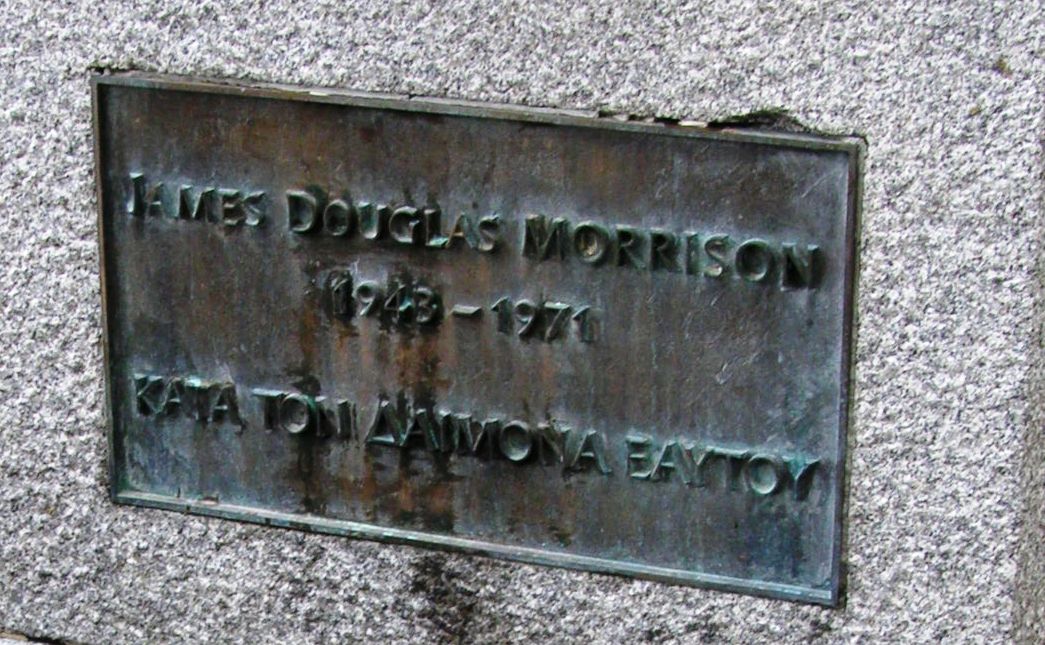 JAMES DOUGLAS MORRISON
1943-1971
ΚΑΤΑ ΤΟΝ ΔΑΙΜΟΝΑ ΕΑΥΤΟΥ